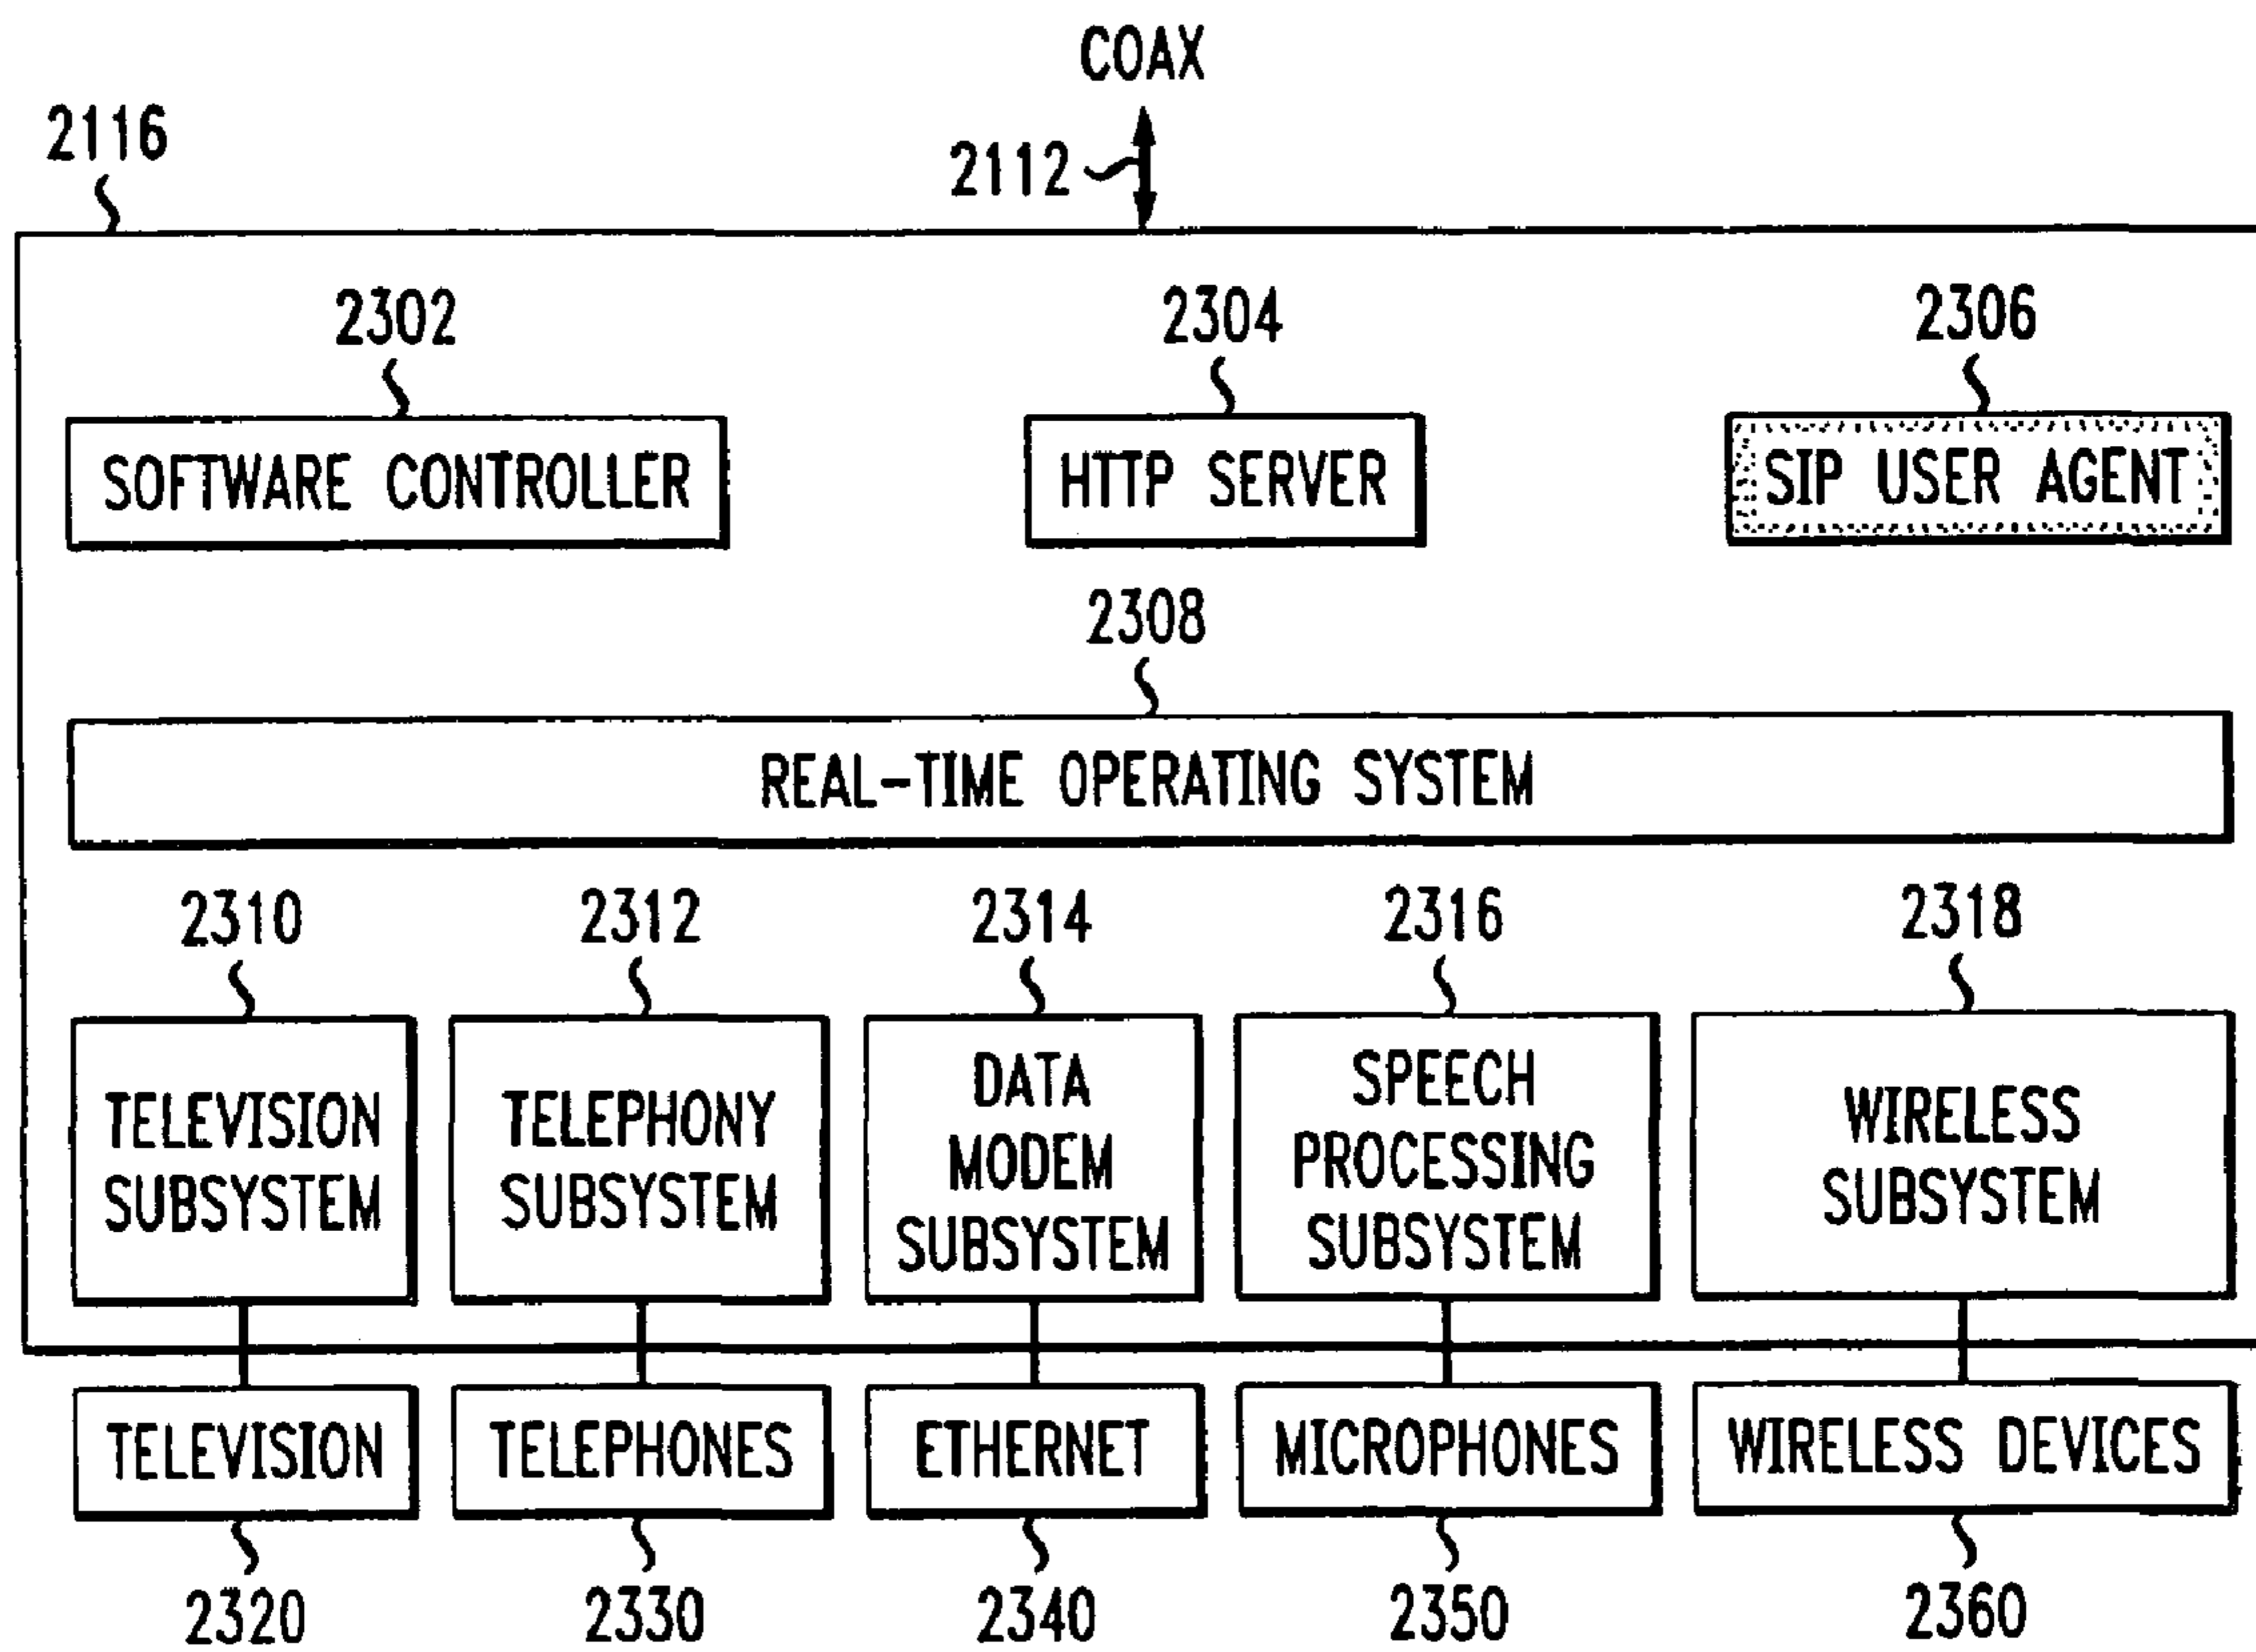 COAX
2116
2112
2302
2304
2306
SOFTWARE CONTROLLER
HTTP SERVER
SIP USER AGENT
2308
REAL-TIME OPERATING SYSTEM
2310
2312
2314
2316
2318
TELEVISION
SUBSYSTEM
TELEPHONY
SUBSYSTEM
DATA
MODEM
SUBSYSTEM
SPEECH
PROCESSING
SUBSYSTEM
WIRELESS
SUBSYSTEM
TELEVISION
TELEPHONES
ETHERNET
MICROPHONES
WIRELESS DEVICES
2320
2330
2340
2350
2360